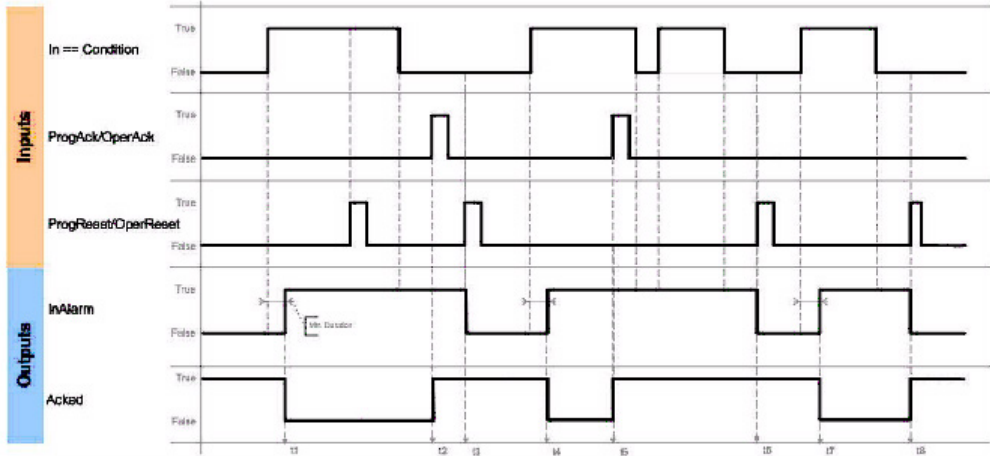 Inputs
Outputs
True
In == Condition
False
True
ProgAck/OperAck
False
True
ProgReset/OperReset
False
True
InAlarm
Min Duration
False
True
Acked
False
t1 t2 t3 t4 t5 t6 t7 t8